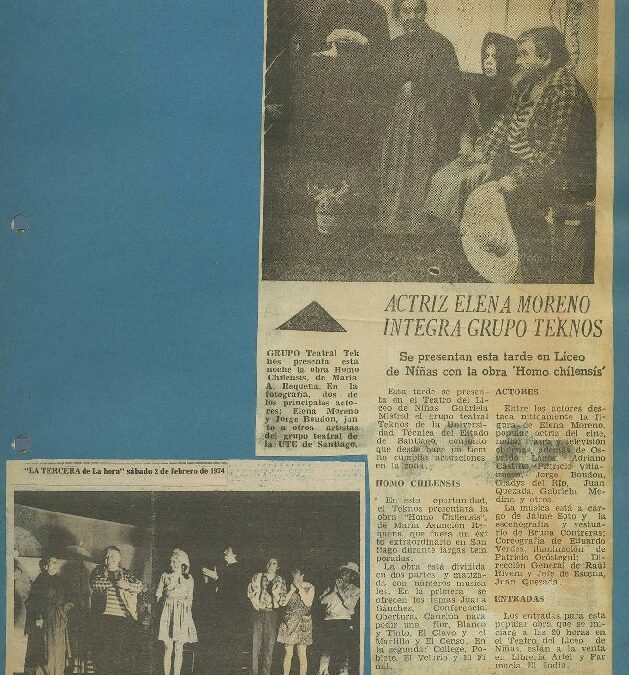 ACTRIZ ELENA MORENO
INTEGRA GRUPO TEKNOS
Se presentan esta tarde en Liceo
de Niñas con la obra 'Homo chilensis'
GRUPO Teatral Tek
nos presenta esta
noche la obra Homo
Chilensis, de María
A. Requena. En la
fotografía, dos de
los principales acto-
res: Elena Moreno
y Jorge Boudon, jun
to a otros artistas
del grupo teatral de
la UTE de Santiago.
Esta tarde se presen-
ta en el Teatro del Li-
ceo de Niñas Gabriela
Mistral el grupo teatral
Teknos de la Universi-
dad Técnica del Estado
de Santiago, conjunto
que desde hace un tiem
po cumplía actuaciones
en la zona.
HOMO CHILENSIS
En esta oportunidad,
el Teknos presentará la
obra "Homo Chilensis",
de María Asunción Re-
quena que fuera un éxi
to extraordinario en San
tiago durante largas tem
poradas.
La obra está dividida
en dos partes y matiza-
da con números musica
les. En la primera se
ofrecen los temas Juana
Sánchez, Conferencia,
Obertura, Canción para
pedir una flor, Blanco
y Tinto, El Clavo y el
Martillo y El Censo. En
la segunda: College, Po-
blete, El Velorio y El Fi
nal.
ACTORES
Entre los actores des-
taca nítidamente la fi-
gura de Elena Moreno,
popular actriz del cine,
radio, teatro y televisión
chilenas, además de Os-
valdo Lagos, Adriano
Castillo, Patricio Villa-
nueva, Jorge Boudon,
Gladys del Río, Juan
Quezada, Gabriela Me-
dina y otros.
La música está a car-
go de Jaime Soto y la
escenografía y vestua-
rio de Bruna Contreras;
Coreografía de Eduardo
Verdes, iluminación de
Patricio Oróstegui; Di-
rección General de Raúl
Rivera y Jefe de Escena,
Juan Quezada.
ENTRADAS
Los entradas para esta
popular obra que se ini-
ciará a las 20 horas en
el Teatro del Liceo de
Niñas, están a la venta
en Librería Artel y Far
macia El Indio.
"LA TERCERA de La hora" sábado 2 de febrero de 1974